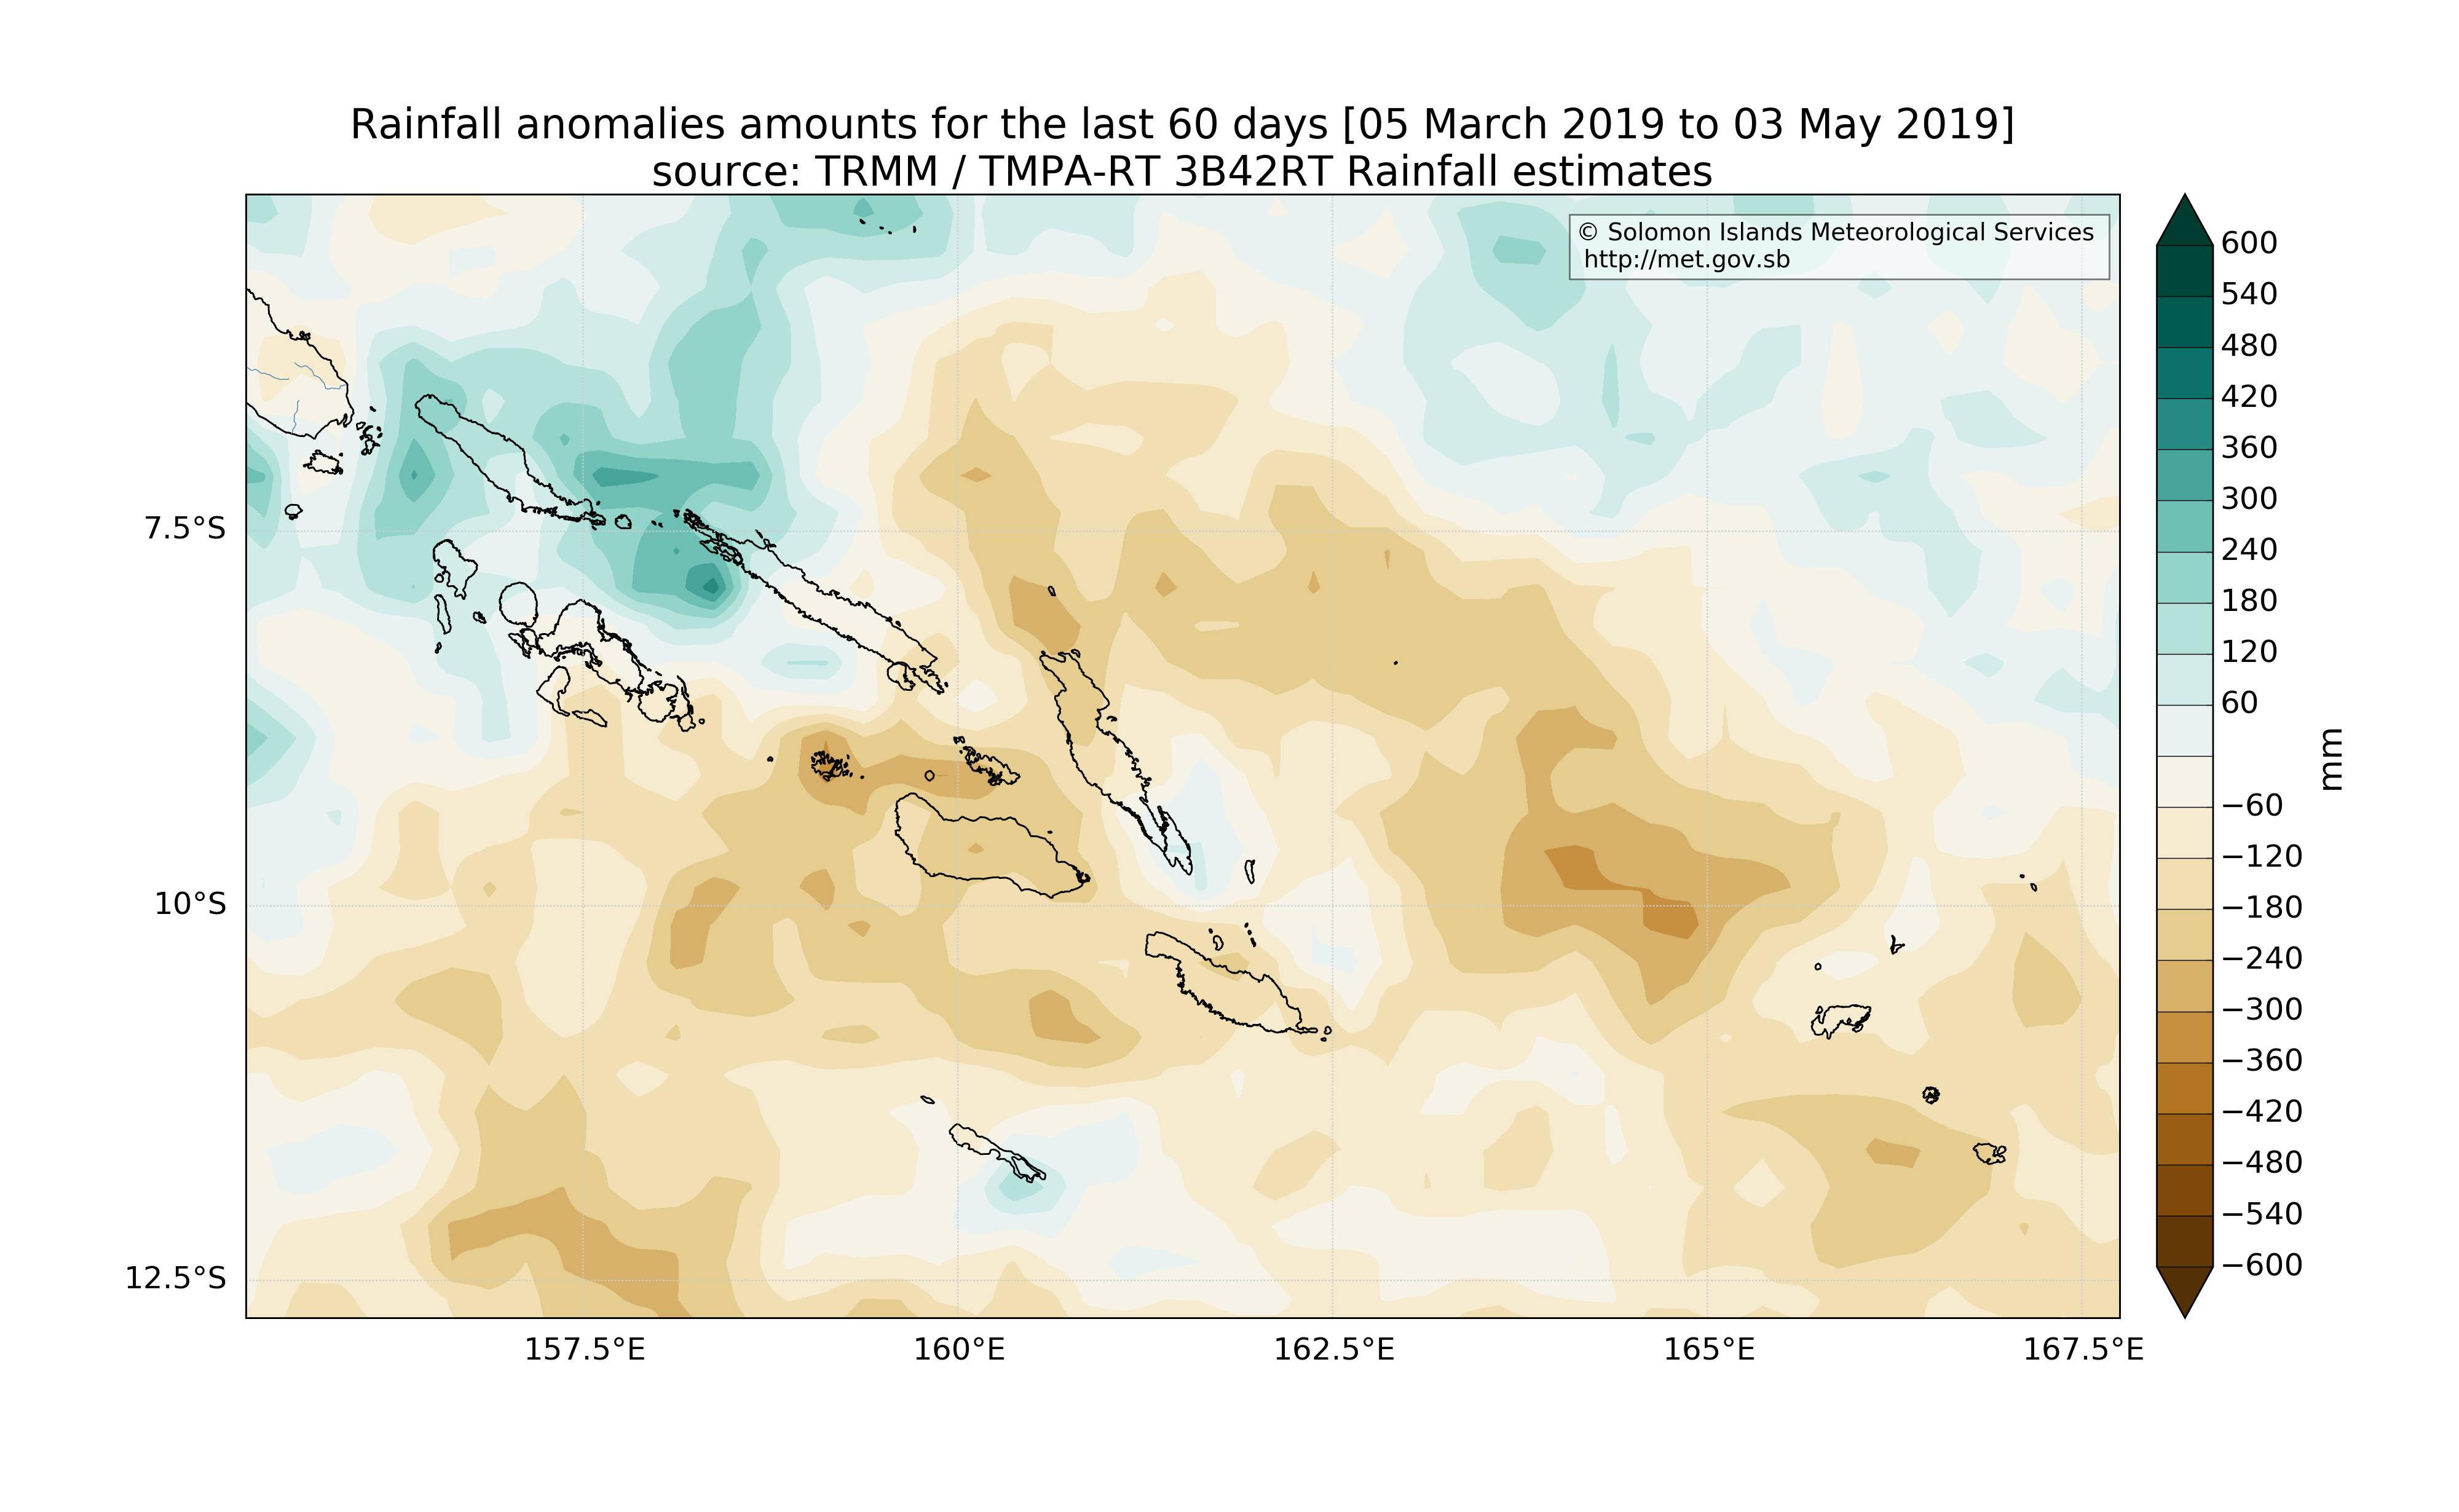 Rainfall anomalies amounts for the last 60 days [05 March 2019 to 03 May 2019]
source: TRMM / TMPA-RT 3B42RT Rainfall estimates
© Solomon Islands Meteorological Services
http://met.gov.sb
7.5°S
10°S
12.5°S
157.5°E
160°E
162.5°E
165°E
167.5°E
600
540
480
420
360
300
240
180
120
60
−60
−120
−180
−240
−300
−360
−420
−480
−540
−600
mm